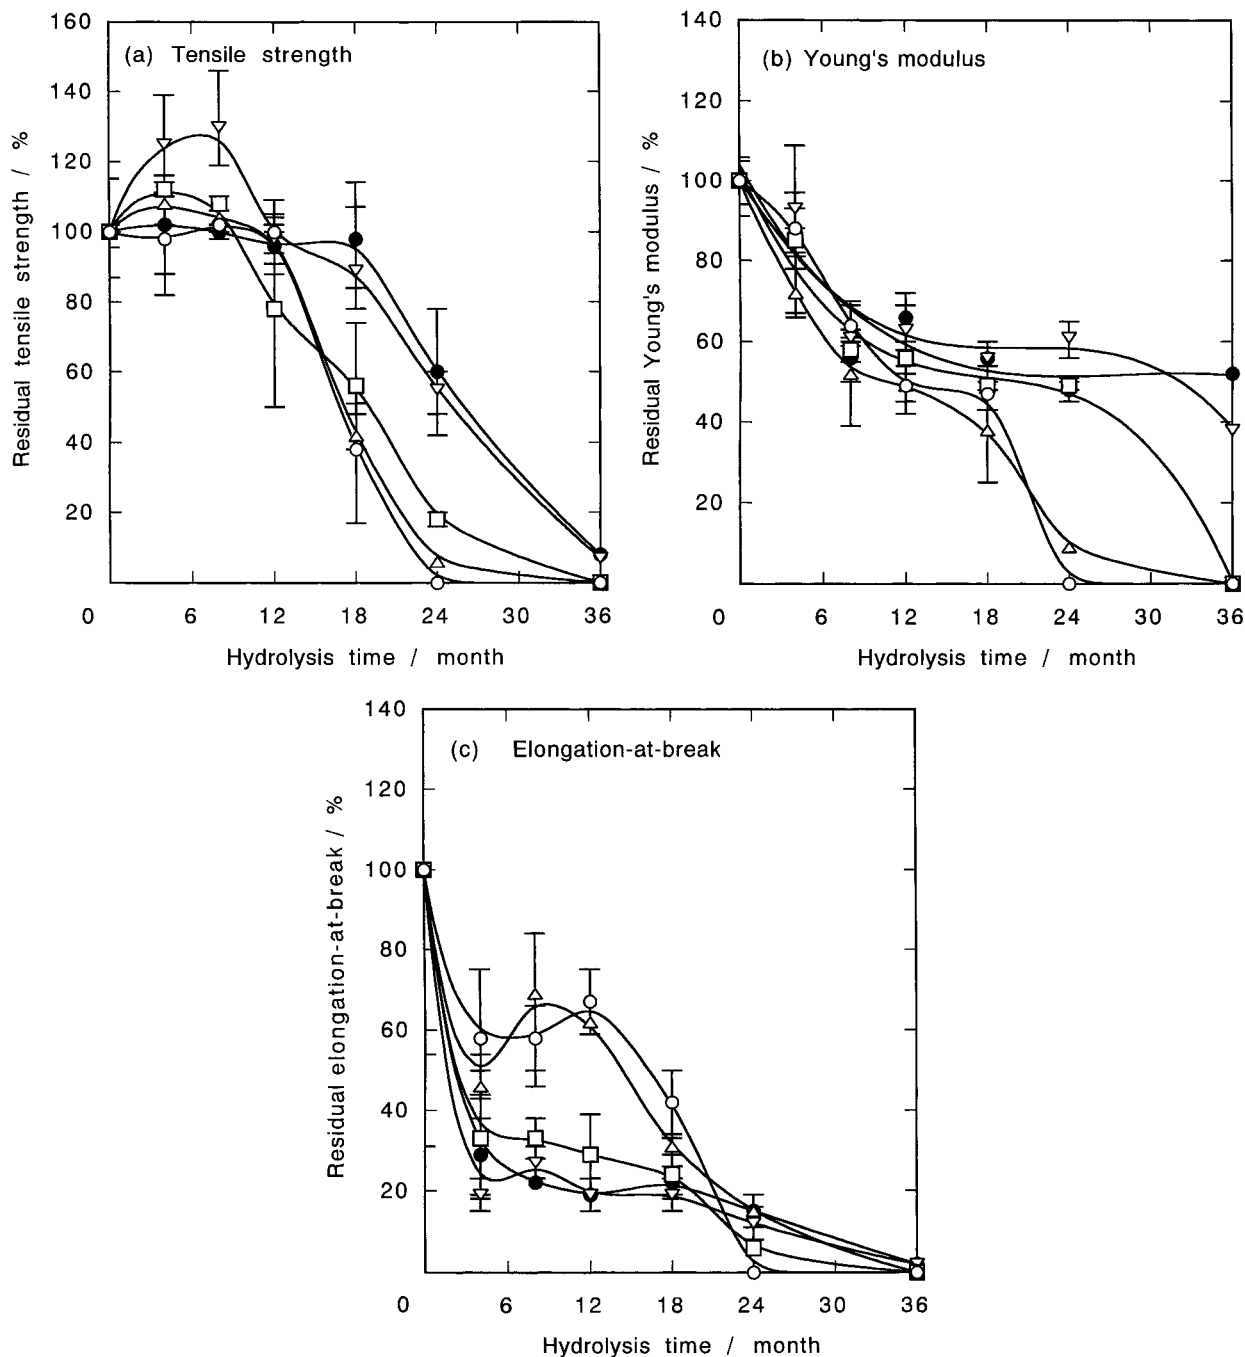 (a) Tensile strength
Residual tensile strength / %
160
140
120
100
80
60
40
20
0 6 12 18 24 30 36
Hydrolysis time / month
(b) Young's modulus
Residual Young's modulus / %
140
120
100
80
60
40
20
0 6 12 18 24 30 36
Hydrolysis time / month
(c) Elongation-at-break
Residual elongation-at-break / %
140
120
100
80
60
40
20
0 6 12 18 24 30 36
Hydrolysis time / month